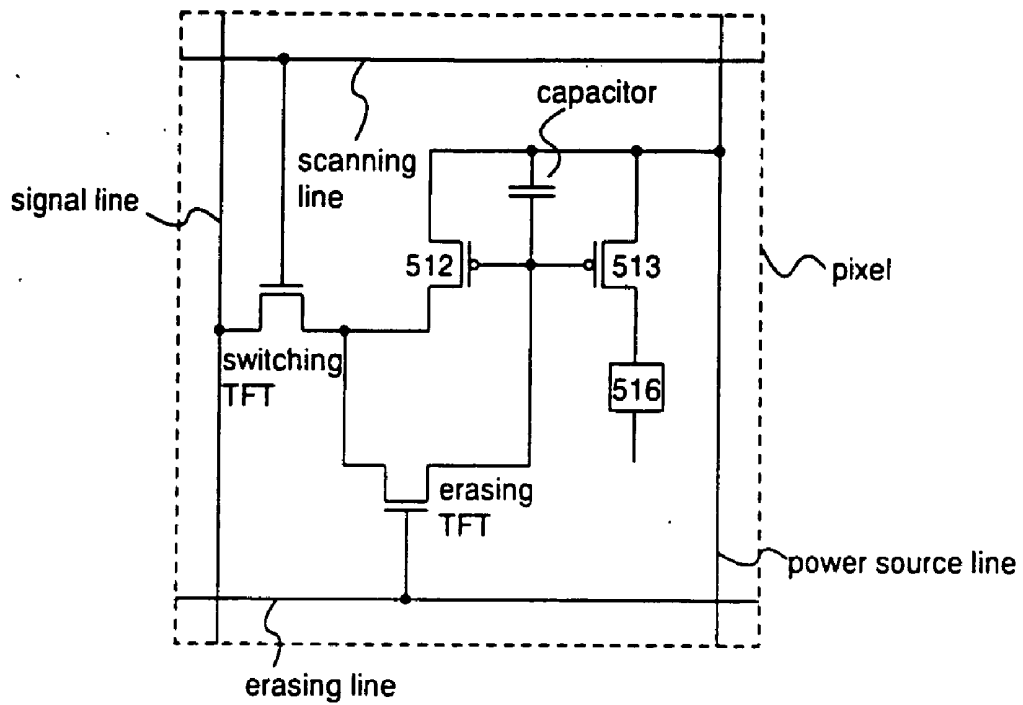 capacitor
scanning
line
signal line
512
513
pixel
switching
TFT
516
erasing
TFT
power source line
erasing line